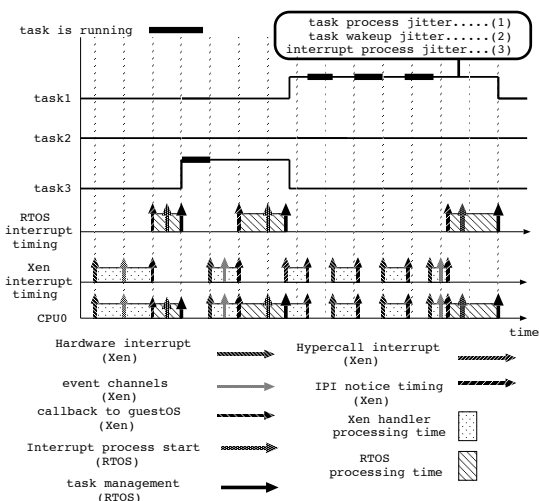 task is running
task process jitter.....(1)
task wakeup jitter......(2)
interrupt process jitter...(3)
task1
task2
task3
RTOS
interrupt
timing
Xen
interrupt
timing
CPU0
time
Hardware interrupt
(Xen)
event channels
(Xen)
callback to guestOS
(Xen)
Interrupt process start
(RTOS)
task management
(RTOS)
Hypercall interrupt
(Xen)
IPI notice timing
(Xen)
Xen handler
processing time
RTOS
processing time